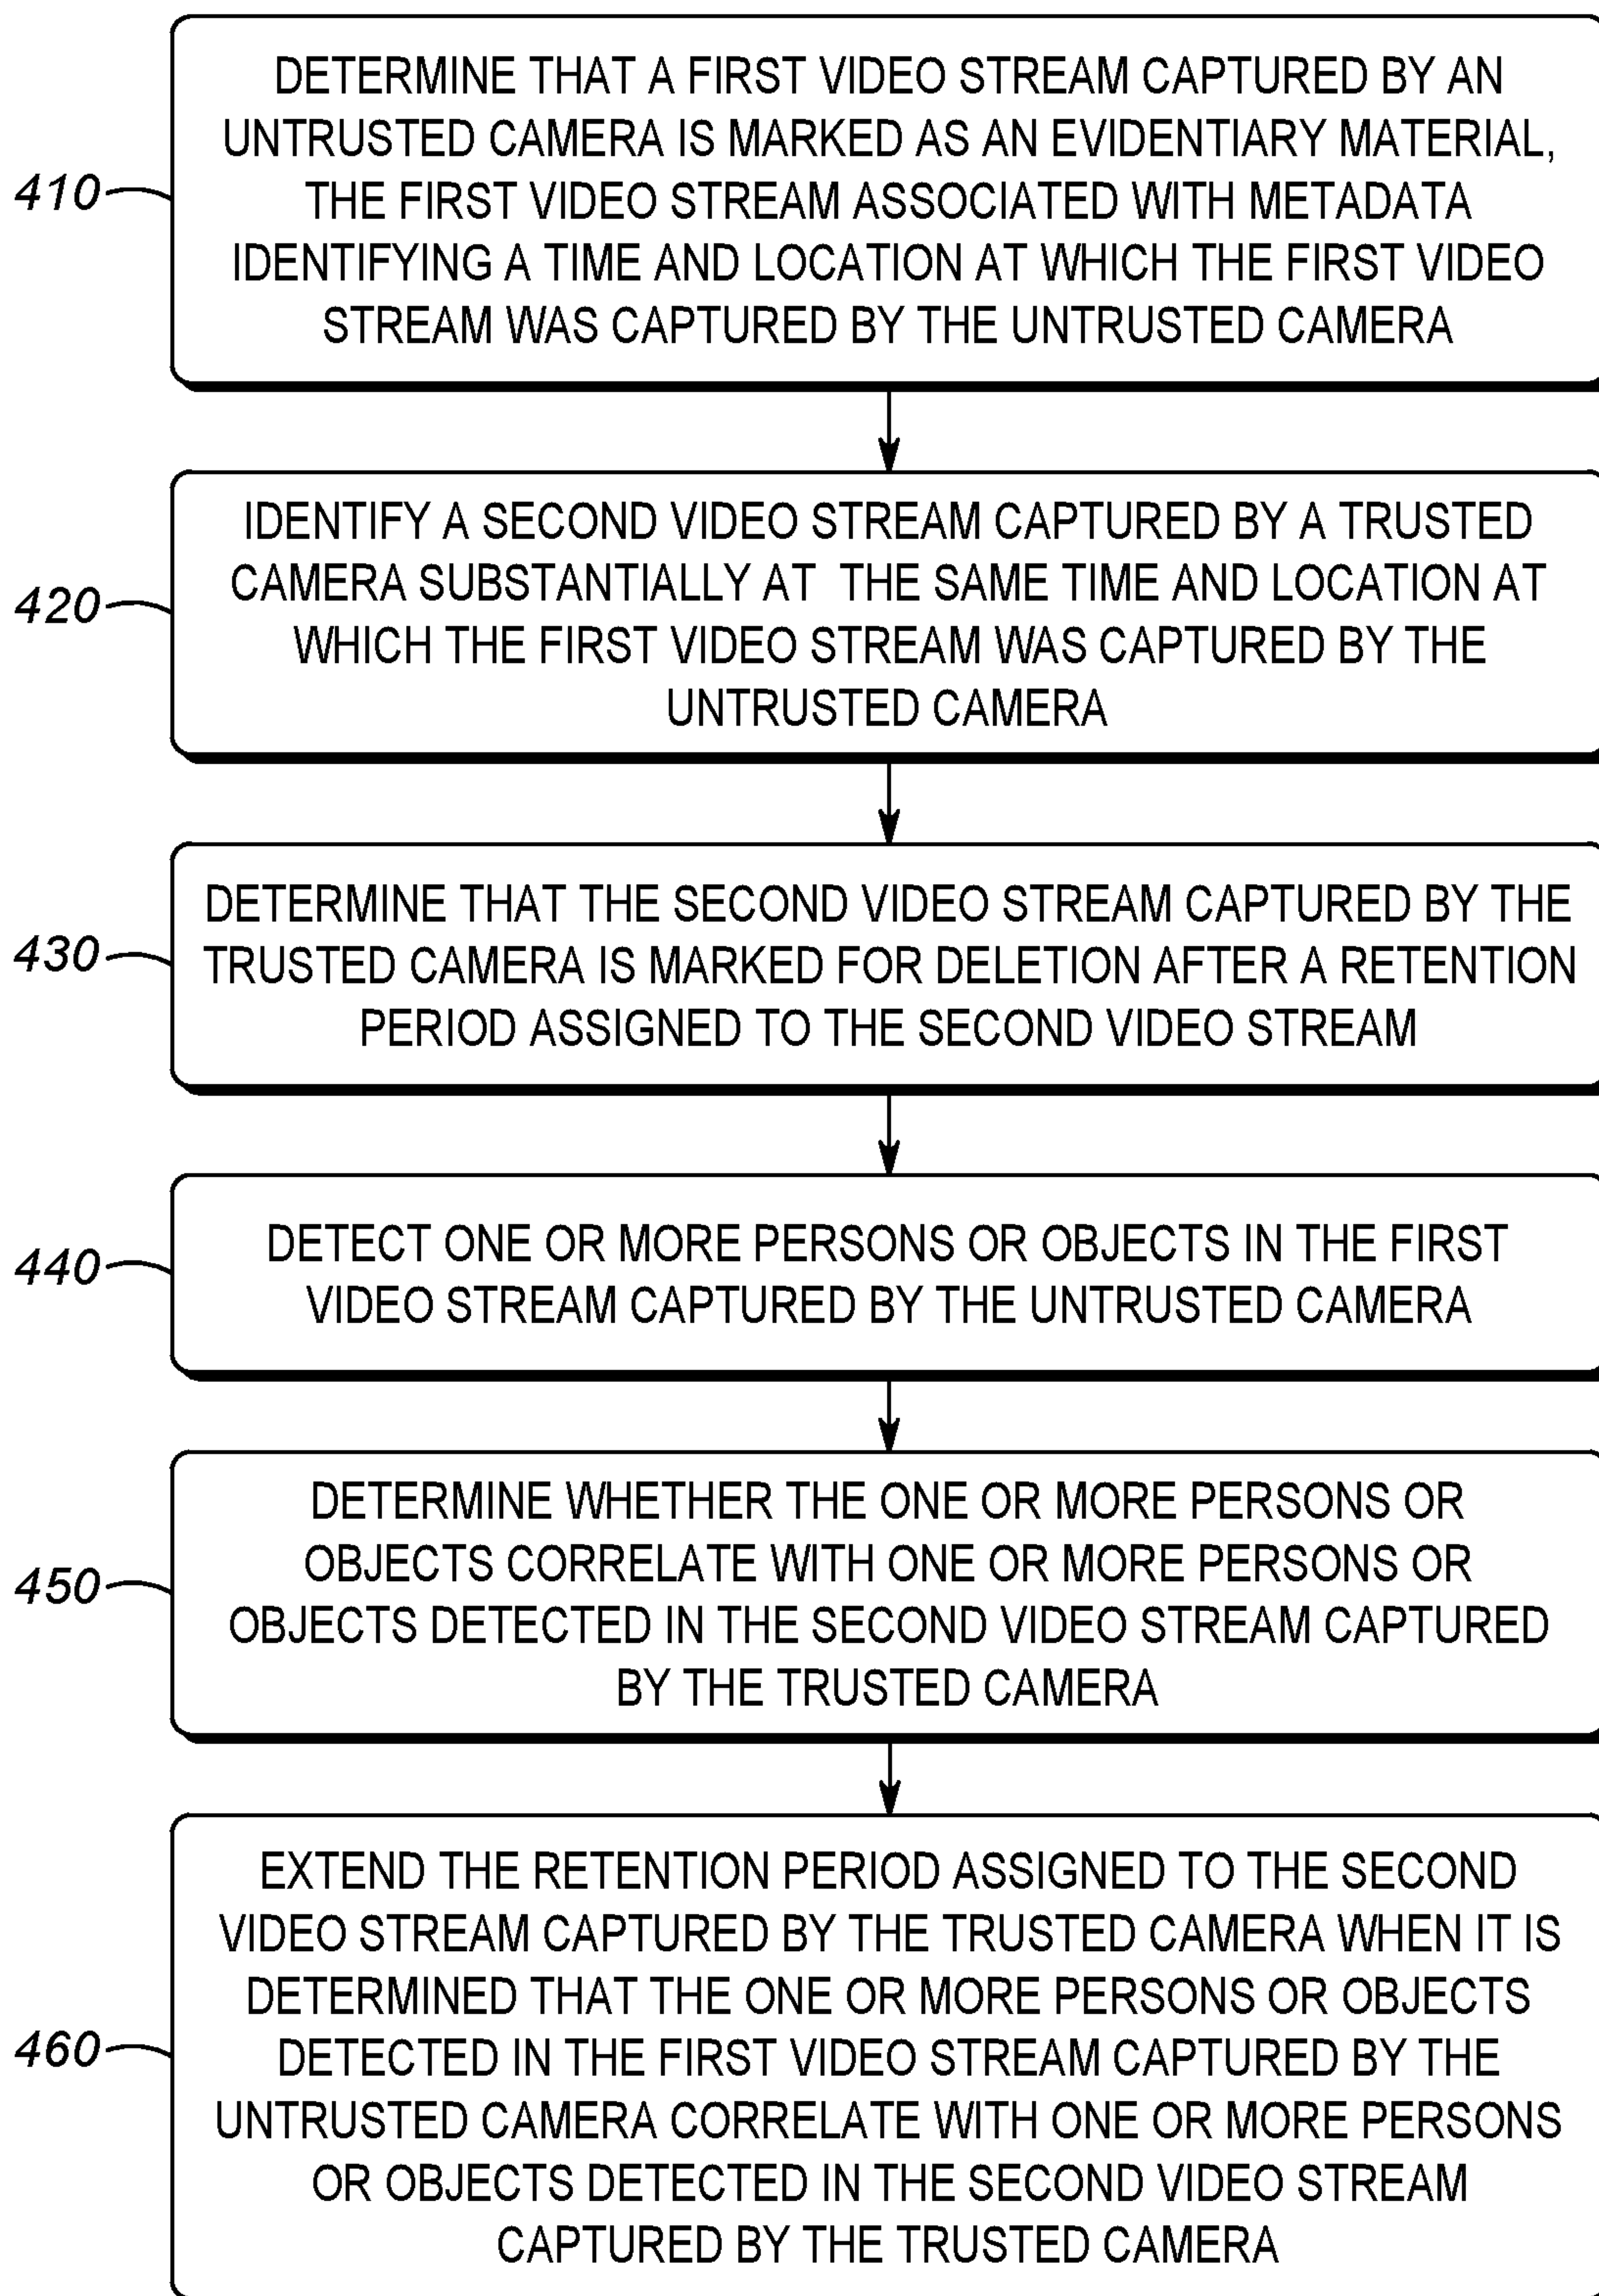 DETERMINE THAT A FIRST VIDEO STREAM CAPTURED BY AN
UNTRUSTED CAMERA IS MARKED AS AN EVIDENTIARY MATERIAL,
410
THE FIRST VIDEO STREAM ASSOCIATED WITH METADATA
IDENTIFYING A TIME AND LOCATION AT WHICH THE FIRST VIDEO
STREAM WAS CAPTURED BY THE UNTRUSTED CAMERA
IDENTIFY A SECOND VIDEO STREAM CAPTURED BY A TRUSTED
CAMERA SUBSTANTIALLY AT THE SAME TIME AND LOCATION AT
420
WHICH THE FIRST VIDEO STREAM WAS CAPTURED BY THE
UNTRUSTED CAMERA
DETERMINE THAT THE SECOND VIDEO STREAM CAPTURED BY THE
430
TRUSTED CAMERA IS MARKED FOR DELETION AFTER A RETENTION
PERIOD ASSIGNED TO THE SECOND VIDEO STREAM
440
DETECT ONE OR MORE PERSONS OR OBJECTS IN THE FIRST
VIDEO STREAM CAPTURED BY THE UNTRUSTED CAMERA
DETERMINE WHETHER THE ONE OR MORE PERSONS OR
OBJECTS CORRELATE WITH ONE OR MORE PERSONS OR
450
OBJECTS DETECTED IN THE SECOND VIDEO STREAM CAPTURED
BY THE TRUSTED CAMERA
EXTEND THE RETENTION PERIOD ASSIGNED TO THE SECOND
VIDEO STREAM CAPTURED BY THE TRUSTED CAMERA WHEN IT IS
DETERMINED THAT THE ONE OR MORE PERSONS OR OBJECTS
460
DETECTED IN THE FIRST VIDEO STREAM CAPTURED BY THE
UNTRUSTED CAMERA CORRELATE WITH ONE OR MORE PERSONS
OR OBJECTS DETECTED IN THE SECOND VIDEO STREAM
CAPTURED BY THE TRUSTED CAMERA